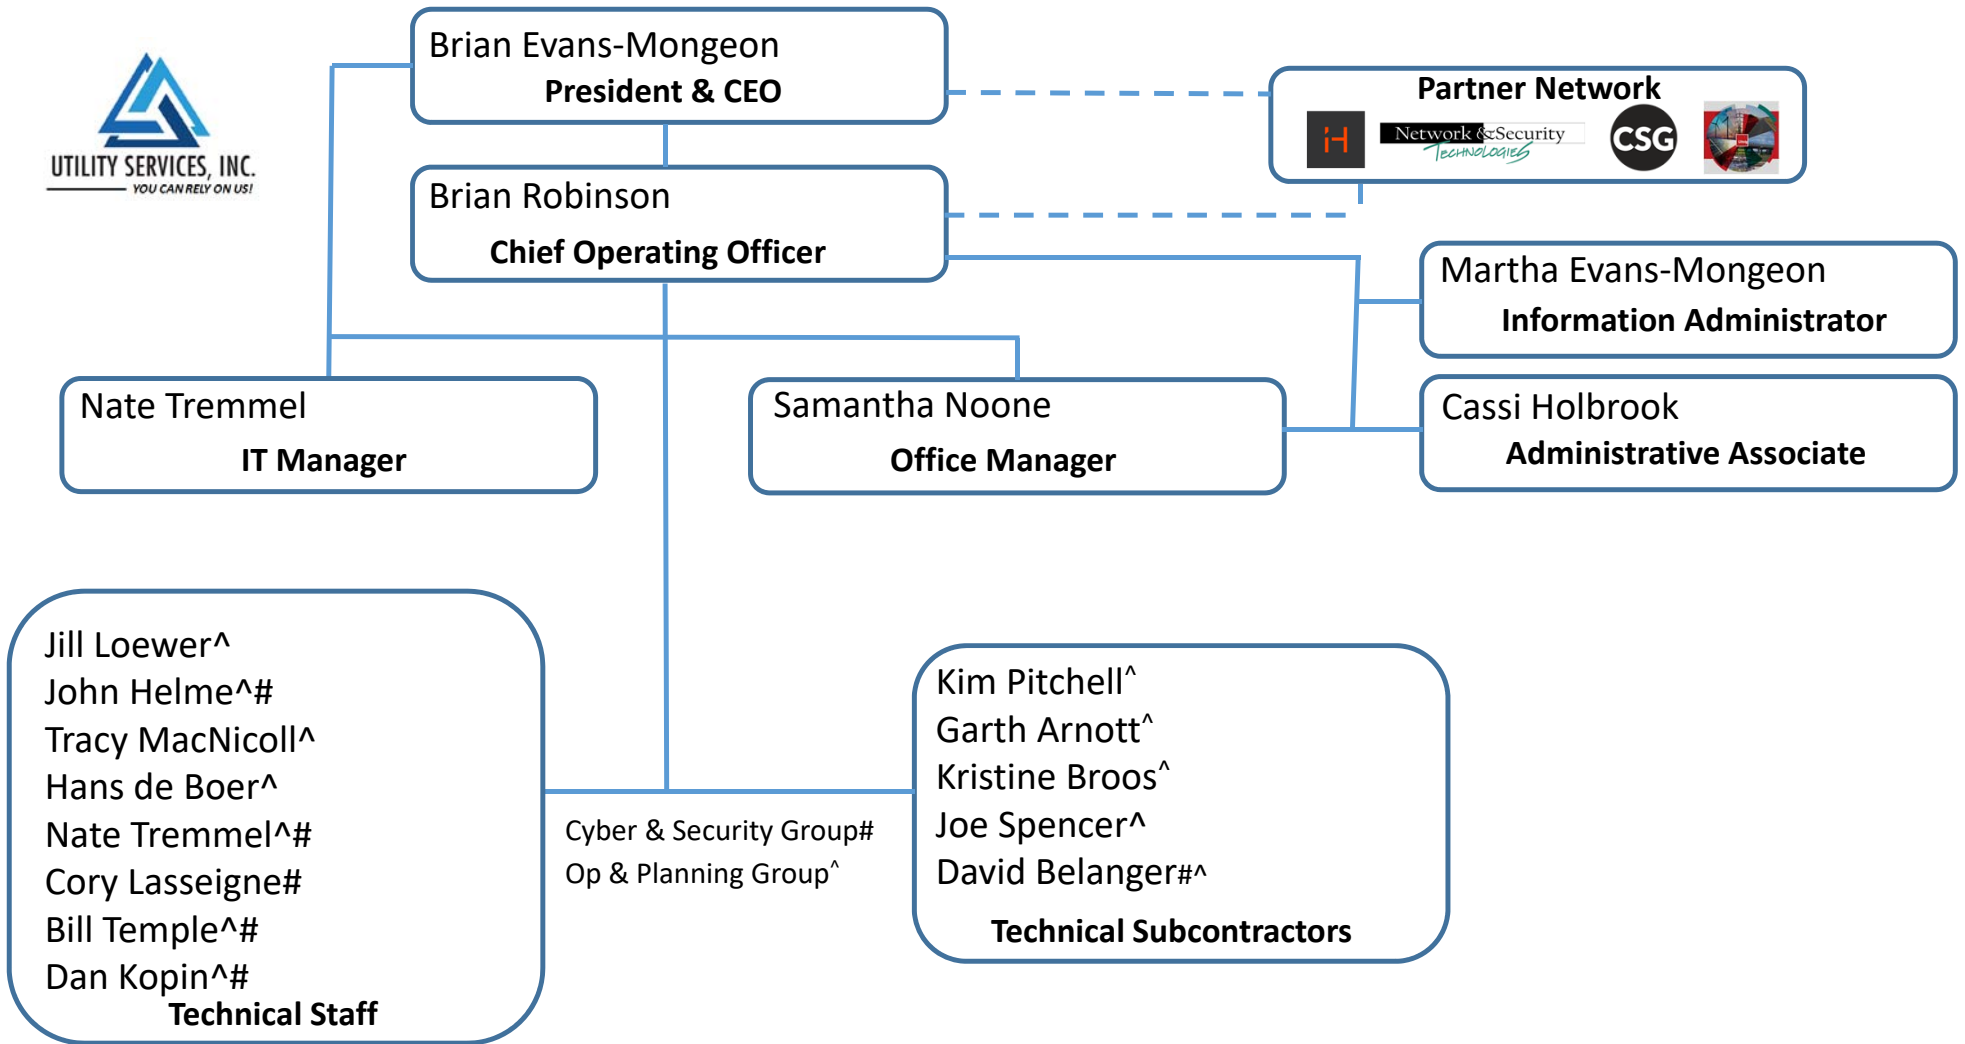 UTILITY SERVICES, INC.
YOU CAN RELY ON US!
Brian Evans-Mongeon
President & CEO
Partner Network
iH
Network & Security
TECHNOLOGIES
CSG
Brian Robinson
Chief Operating Officer
Martha Evans-Mongeon
Information Administrator
Nate Tremmel
IT Manager
Samantha Noone
Office Manager
Cassi Holbrook
Administrative Associate
Jill Loewer^
John Helme^#
Tracy MacNicoll^
Hans de Boer^
Nate Tremmel^#
Cory Lasseigne#
Bill Temple^#
Dan Kopin^#
Technical Staff
Cyber & Security Group#
Op & Planning Group^
Kim Pitchell^
Garth Arnott^
Kristine Broos^
Joe Spencer^
David Belanger#^
Technical Subcontractors